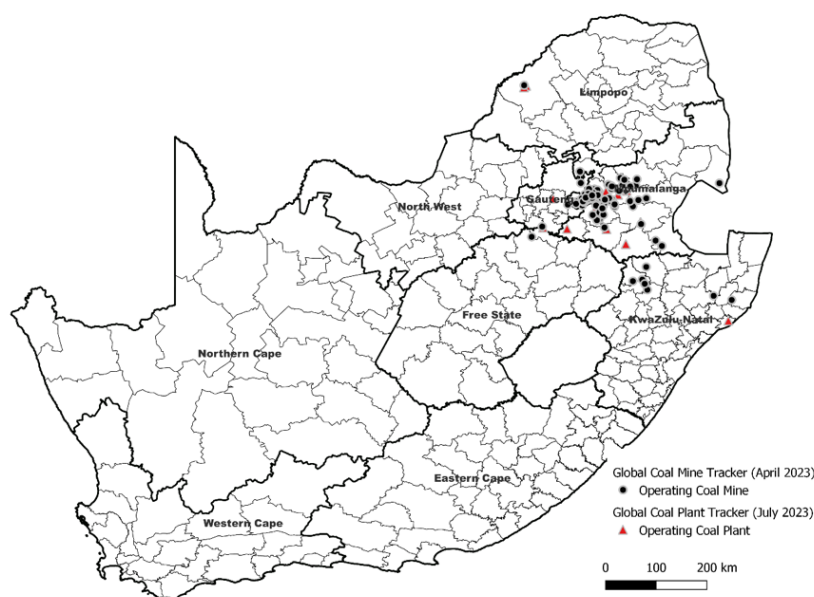 Limpopo
Mpumalanga
Gauteng
North West
Free State
KwaZulu-Natal
Northern Cape
Eastern Cape
Western Cape
Global Coal Mine Tracker (April 2023)
Operating Coal Mine
Global Coal Plant Tracker (July 2023)
Operating Coal Plant
0 100 200 km